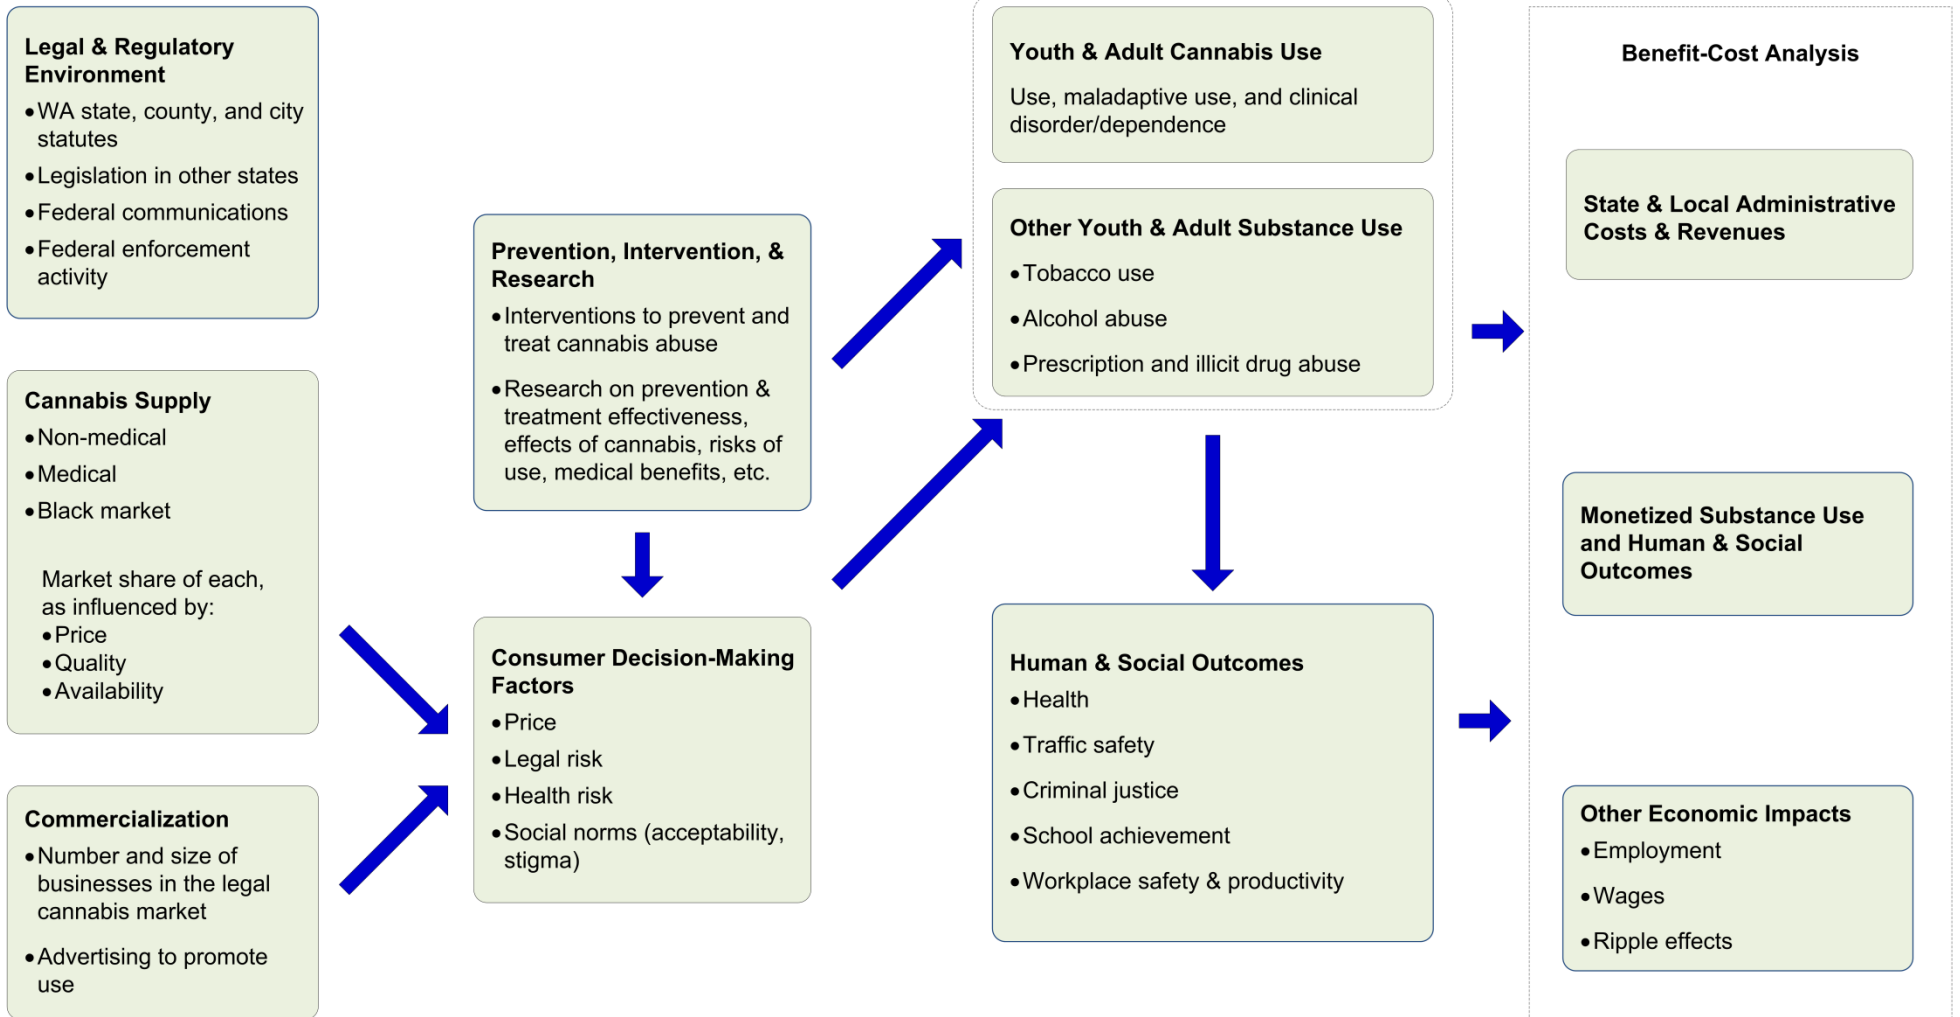 Legal & Regulatory
Environment
•WA state, county, and city
statutes
•Legislation in other states
•Federal communications
•Federal enforcement
activity
Cannabis Supply
•Non-medical
•Medical
•Black market
Market share of each,
as influenced by:
•Price
•Quality
•Availability
Commercialization
•Number and size of
businesses in the legal
cannabis market
•Advertising to promote
use
Prevention, Intervention, &
Research
•Interventions to prevent and
treat cannabis abuse
•Research on prevention &
treatment effectiveness,
effects of cannabis, risks of
use, medical benefits, etc.
Consumer Decision-Making
Factors
•Price
•Legal risk
•Health risk
•Social norms (acceptability,
stigma)
Youth & Adult Cannabis Use
Use, maladaptive use, and clinical
disorder/dependence
Other Youth & Adult Substance Use
•Tobacco use
•Alcohol abuse
•Prescription and illicit drug abuse
Human & Social Outcomes
•Health
•Traffic safety
•Criminal justice
•School achievement
•Workplace safety & productivity
Benefit-Cost Analysis
State & Local Administrative
Costs & Revenues
Monetized Substance Use
and Human & Social
Outcomes
Other Economic Impacts
•Employment
•Wages
•Ripple effects